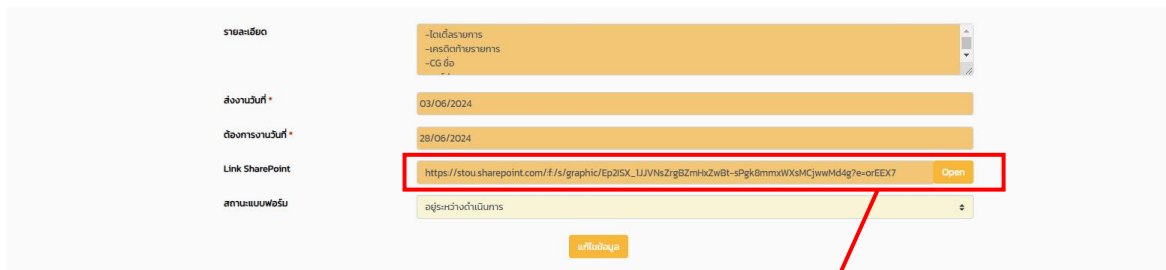 รายละเอียด
-ไตเติ้ลรายการ
-เครดิตท้ายรายการ
-CG ชื่อ
ส่งงานวันที่ *
03/06/2024
ต้องการงานวันที่ *
28/06/2024
Link SharePoint
https://stou.sharepoint.com/:f:/s/graphic/Ep2ISX_1JJVNsZrgBZmHxZwBt-sPgk8mmxWXsMCjwwMd4g?e=orEEX7
Open
สถานะแบบฟอร์ม
อยู่ระหว่างดำเนินการ
แก้ไขข้อมูล